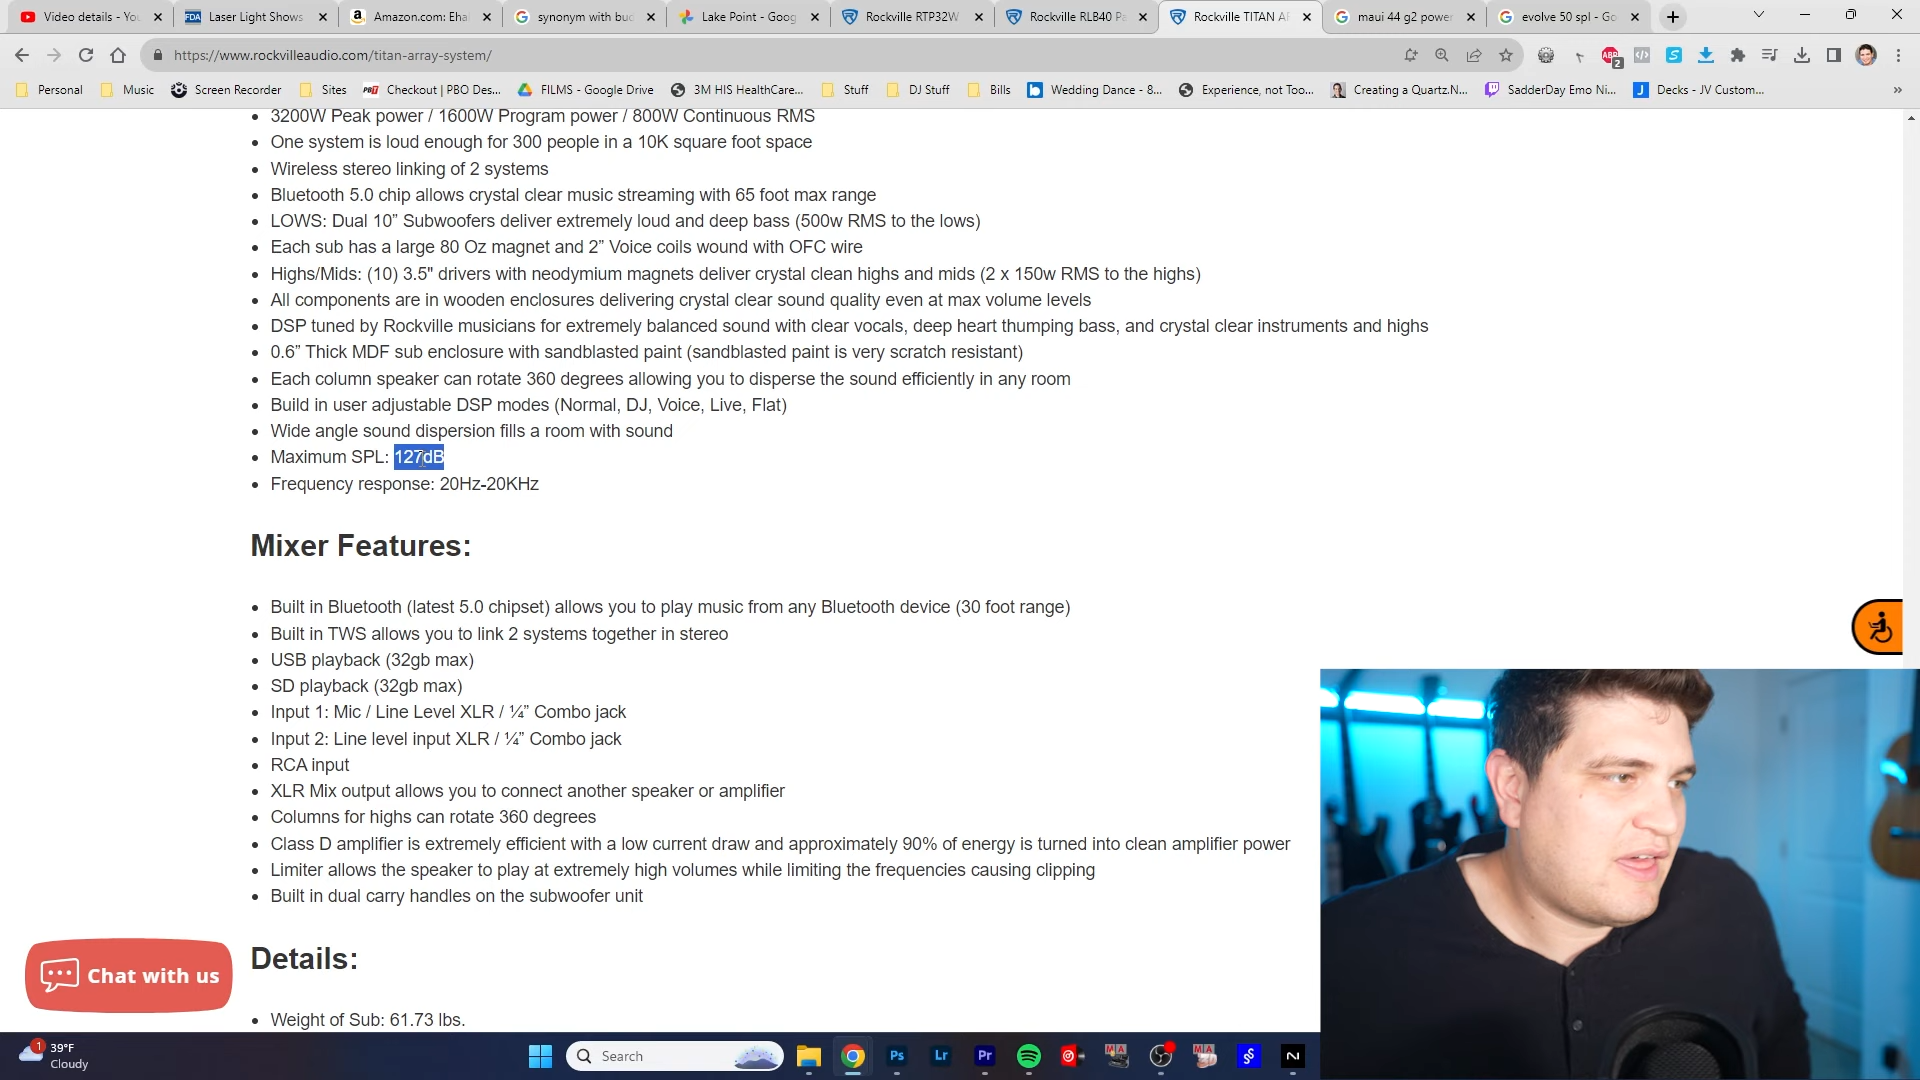 Video details - You
Laser Light Shows
Amazon.com: Ehai
synonym with bud
Lake Point - Goog
Rockville RTP32W
Rockville RLB40 Pa
Rockville TITAN AR
maui 44 g2 power
evolve 50 spl - Go
https://www.rockvilleaudio.com/titan-array-system/
Personal
Music
Screen Recorder
Sites
Checkout | PBO Des...
FILMS - Google Drive
3M HIS HealthCare...
Stuff
DJ Stuff
Bills
Wedding Dance - 8...
Experience, not Too...
Creating a Quartz.N...
SadderDay Emo Ni...
Decks - JV Custom...
3200W Peak power / 1600W Program power / 800W Continuous RMS
One system is loud enough for 300 people in a 10K square foot space
Wireless stereo linking of 2 systems
Bluetooth 5.0 chip allows crystal clear music streaming with 65 foot max range
LOWS: Dual 10” Subwoofers deliver extremely loud and deep bass (500w RMS to the lows)
Each sub has a large 80 Oz magnet and 2” Voice coils wound with OFC wire
Highs/Mids: (10) 3.5" drivers with neodymium magnets deliver crystal clean highs and mids (2 x 150w RMS to the highs)
All components are in wooden enclosures delivering crystal clear sound quality even at max volume levels
DSP tuned by Rockville musicians for extremely balanced sound with clear vocals, deep heart thumping bass, and crystal clear instruments and highs
0.6” Thick MDF sub enclosure with sandblasted paint (sandblasted paint is very scratch resistant)
Each column speaker can rotate 360 degrees allowing you to disperse the sound efficiently in any room
Build in user adjustable DSP modes (Normal, DJ, Voice, Live, Flat)
Wide angle sound dispersion fills a room with sound
Maximum SPL: 127dB
Frequency response: 20Hz-20KHz
Mixer Features:
Built in Bluetooth (latest 5.0 chipset) allows you to play music from any Bluetooth device (30 foot range)
Built in TWS allows you to link 2 systems together in stereo
USB playback (32gb max)
SD playback (32gb max)
Input 1: Mic / Line Level XLR / ¼” Combo jack
Input 2: Line level input XLR / ¼” Combo jack
RCA input
XLR Mix output allows you to connect another speaker or amplifier
Columns for highs can rotate 360 degrees
Class D amplifier is extremely efficient with a low current draw and approximately 90% of energy is turned into clean amplifier power
Limiter allows the speaker to play at extremely high volumes while limiting the frequencies causing clipping
Built in dual carry handles on the subwoofer unit
Chat with us
Details:
Weight of Sub: 61.73 lbs.
1
39°F
Cloudy
Search
Ps
Lr
Pr